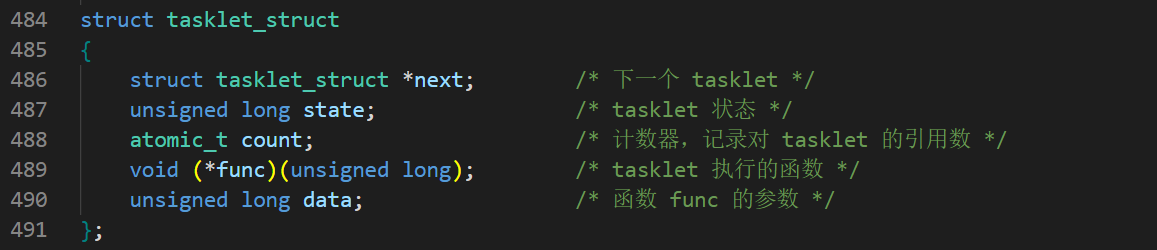 484 struct tasklet_struct
485 {
486     struct tasklet_struct *next;        /* 下一个 tasklet */
487     unsigned long state;                /* tasklet 状态 */
488     atomic_t count;                     /* 计数器，记录对 tasklet 的引用数 */
489     void (*func)(unsigned long);        /* tasklet 执行的函数 */
490     unsigned long data;                 /* 函数 func 的参数 */
491 };